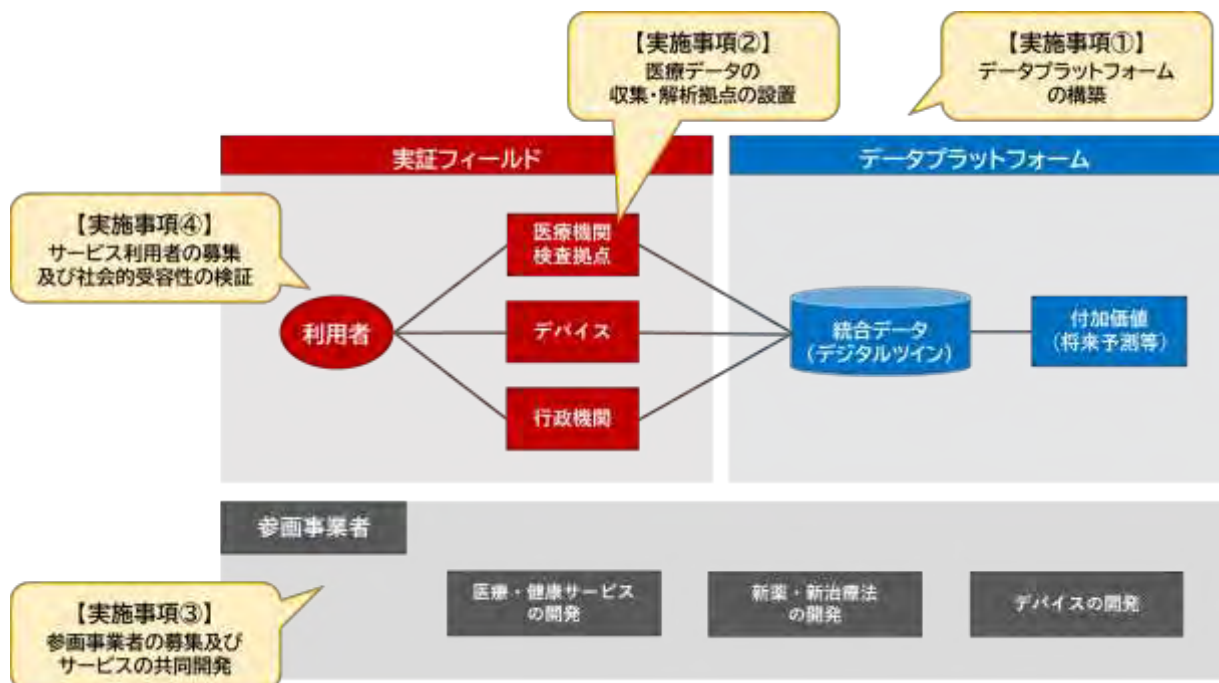 【実施事項②】
医療データの
収集・解析拠点の設置
【実施事項①】
データプラットフォーム
の構築
実証フィールド
データプラットフォーム
【実施事項④】
サービス利用者の募集
及び社会的受容性の検証
医療機関
検査拠点
利用者
デバイス
行政機関
統合データ
(デジタルツイン)
付加価値
(将来予測等)
参画事業者
【実施事項③】
参画事業者の募集及び
サービスの共同開発
医療・健康サービス
の開発
新薬・新治療法
の開発
デバイスの開発